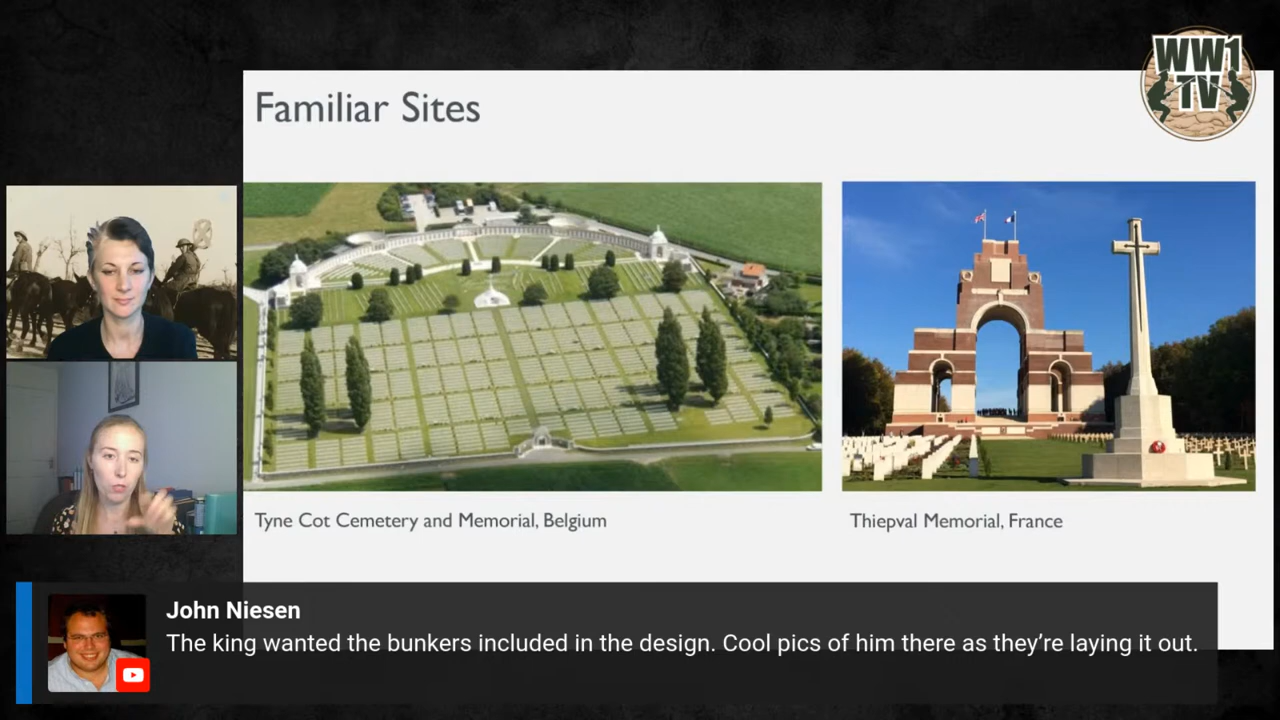 WW1
TV
Familiar Sites
Tyne Cot Cemetery and Memorial, Belgium
Thiepval Memorial, France
John Niesen
The king wanted the bunkers included in the design. Cool pics of him there as they’re laying it out.